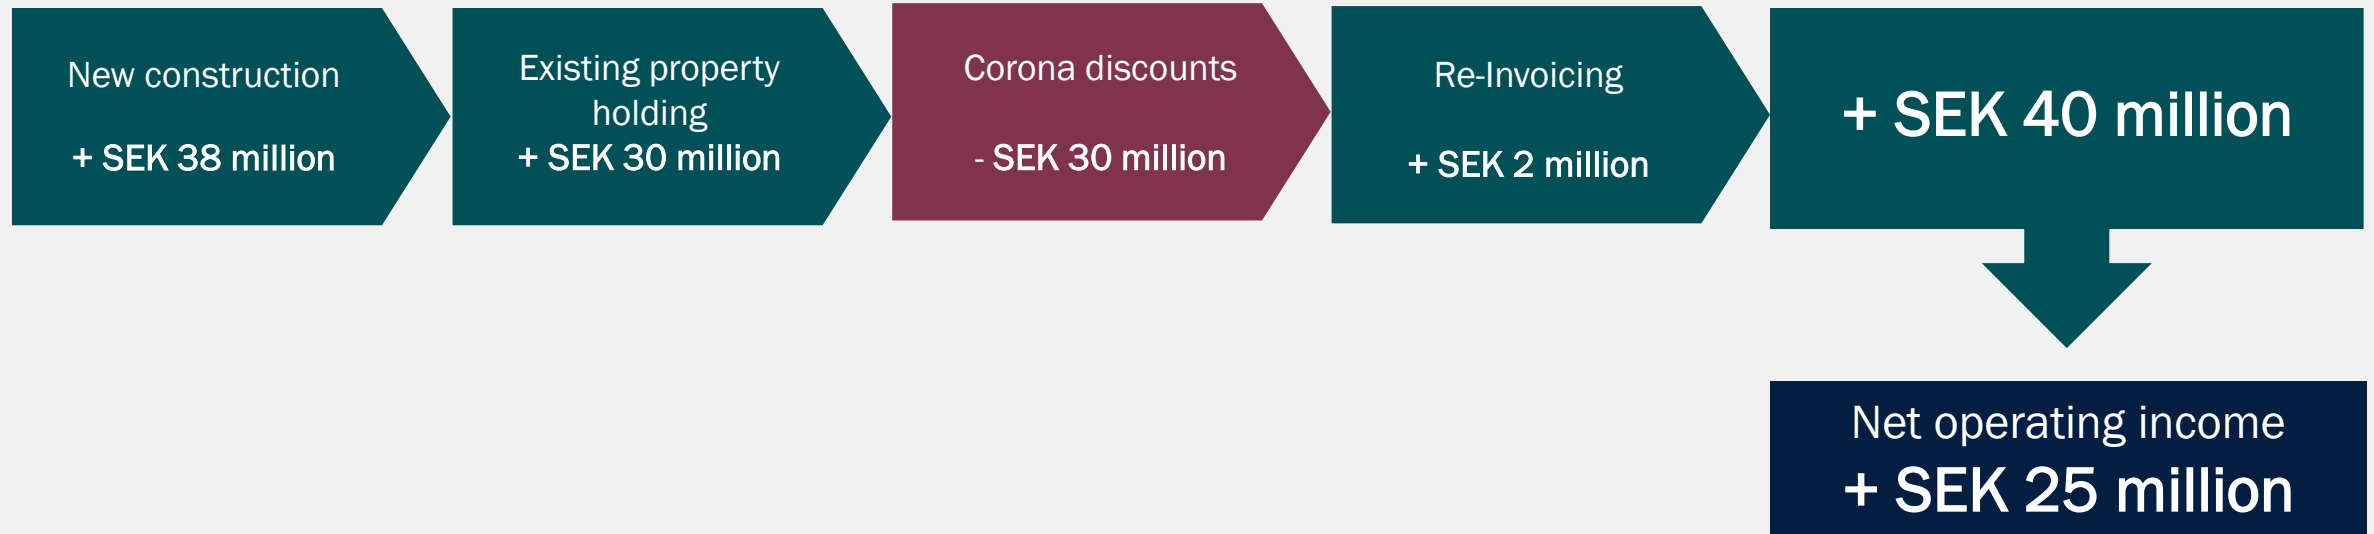 New construction
+ SEK 38 million
Existing property
holding
+ SEK 30 million
Corona discounts
- SEK 30 million
Re-Invoicing
+ SEK 2 million
+ SEK 40 million
Net operating income
+ SEK 25 million